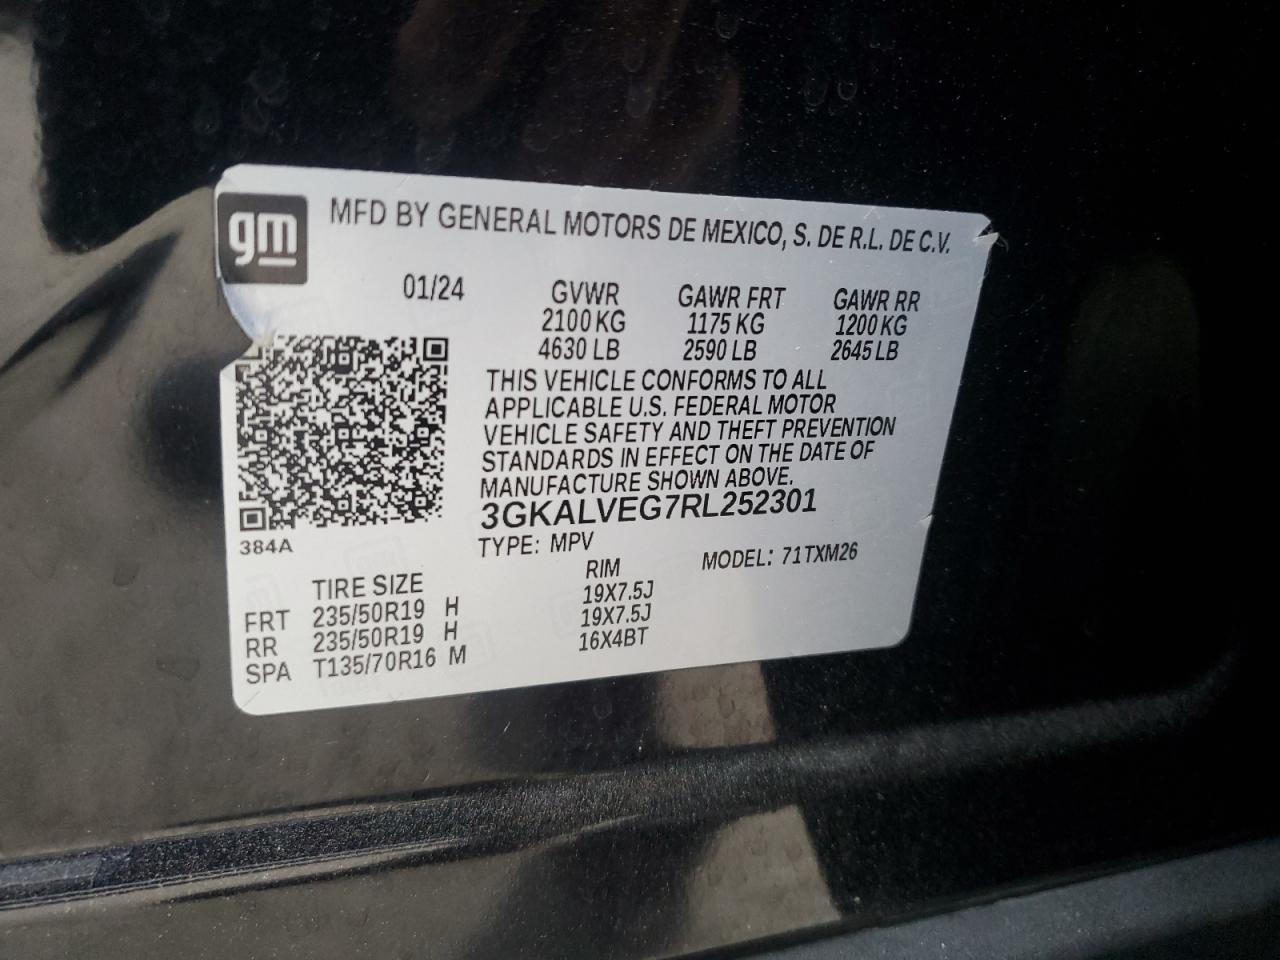 gm
MFD BY GENERAL MOTORS DE MEXICO, S. DE R.L. DE C.V.
01/24 GVWR GAWR FRT GAWR RR
2100 KG 1175 KG 1200 KG
4630 LB 2590 LB 2645 LB
THIS VEHICLE CONFORMS TO ALL
APPLICABLE U.S. FEDERAL MOTOR
VEHICLE SAFETY AND THEFT PREVENTION
STANDARDS IN EFFECT ON THE DATE OF
MANUFACTURE SHOWN ABOVE.
3GKALVEG7RL252301
384A
TYPE: MPV MODEL: 71TXM26
TIRE SIZE RIM
FRT 235/50R19 H 19X7.5J
RR 235/50R19 H 19X7.5J
SPA T135/70R16 M 16X4BT